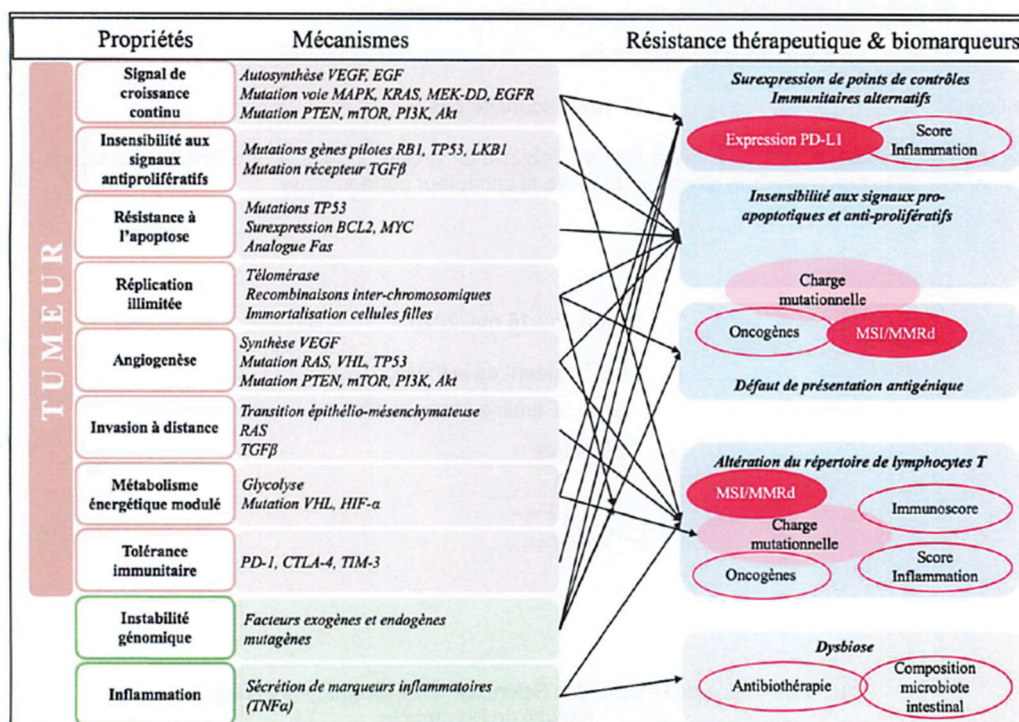 Propriétés
Mécanismes
Résistance thérapeutique & biomarqueurs
TUMEUR
Signal de
croissance
continu
Autosynthèse VEGF, EGF
Mutation voie MAPK, KRAS, MEK-DD, EGFR
Mutation PTEN, mTOR, PI3K, Akt
Insensibilité aux
signaux
antiprolifératifs
Mutations gènes pilotes RB1, TP53, LKB1
Mutation récepteur TGFβ
Résistance à
l'apoptose
Mutations TP53
Surexpression BCL2, MYC
Analogue Fas
Réplication
illimitée
Télomérase
Recombinaisons inter-chromosomiques
Immortalisation cellules filles
Angiogenèse
Synthèse VEGF
Mutation RAS, VHL, TP53
Mutation PTEN, mTOR, PI3K, Akt
Invasion à distance
Transition épithélio-mésenchymateuse
RAS
TGFβ
Métabolisme
énergétique modulé
Glycolyse
Mutation VHL, HIF-α
Tolérance
immunitaire
PD-1, CTLA-4, TIM-3
Instabilité
génomique
Facteurs exogènes et endogènes
mutagènes
Inflammation
Sécrétion de marqueurs inflammatoires
(TNFα)
Surexpression de points de contrôles
Immunitaires alternatifs
Expression PD-L1
Score
Inflammation
Insensibilité aux signaux pro-
apoptotiques et anti-prolifératifs
Charge
mutationnelle
Oncogènes
MSI/MMRd
Défaut de présentation antigénique
Altération du répertoire de lymphocytes T
MSI/MMRd
Immunoscore
Charge
mutationnelle
Oncogènes
Score
Inflammation
Dysbiose
Antibiothérapie
Composition
microbiote
intestinal